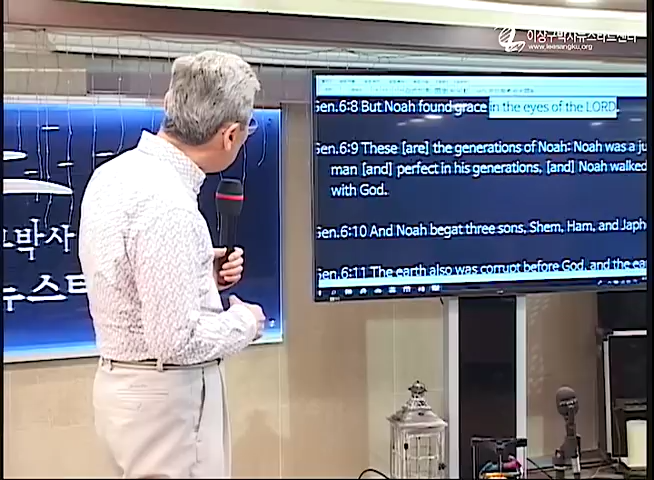 이상구박사뉴스타트센터
www.leesangku.org
Gen.6:8 But Noah found grace in the eyes of the LORD.
Gen.6:9 These [are] the generations of Noah: Noah was a ju
man [and] perfect in his generations, [and] Noah walked
with God.
Gen.6:10 And Noah begat three sons, Shem, Ham, and Japh
Gen.6:11 The earth also was corrupt before God, and the ear
박사
뉴스타